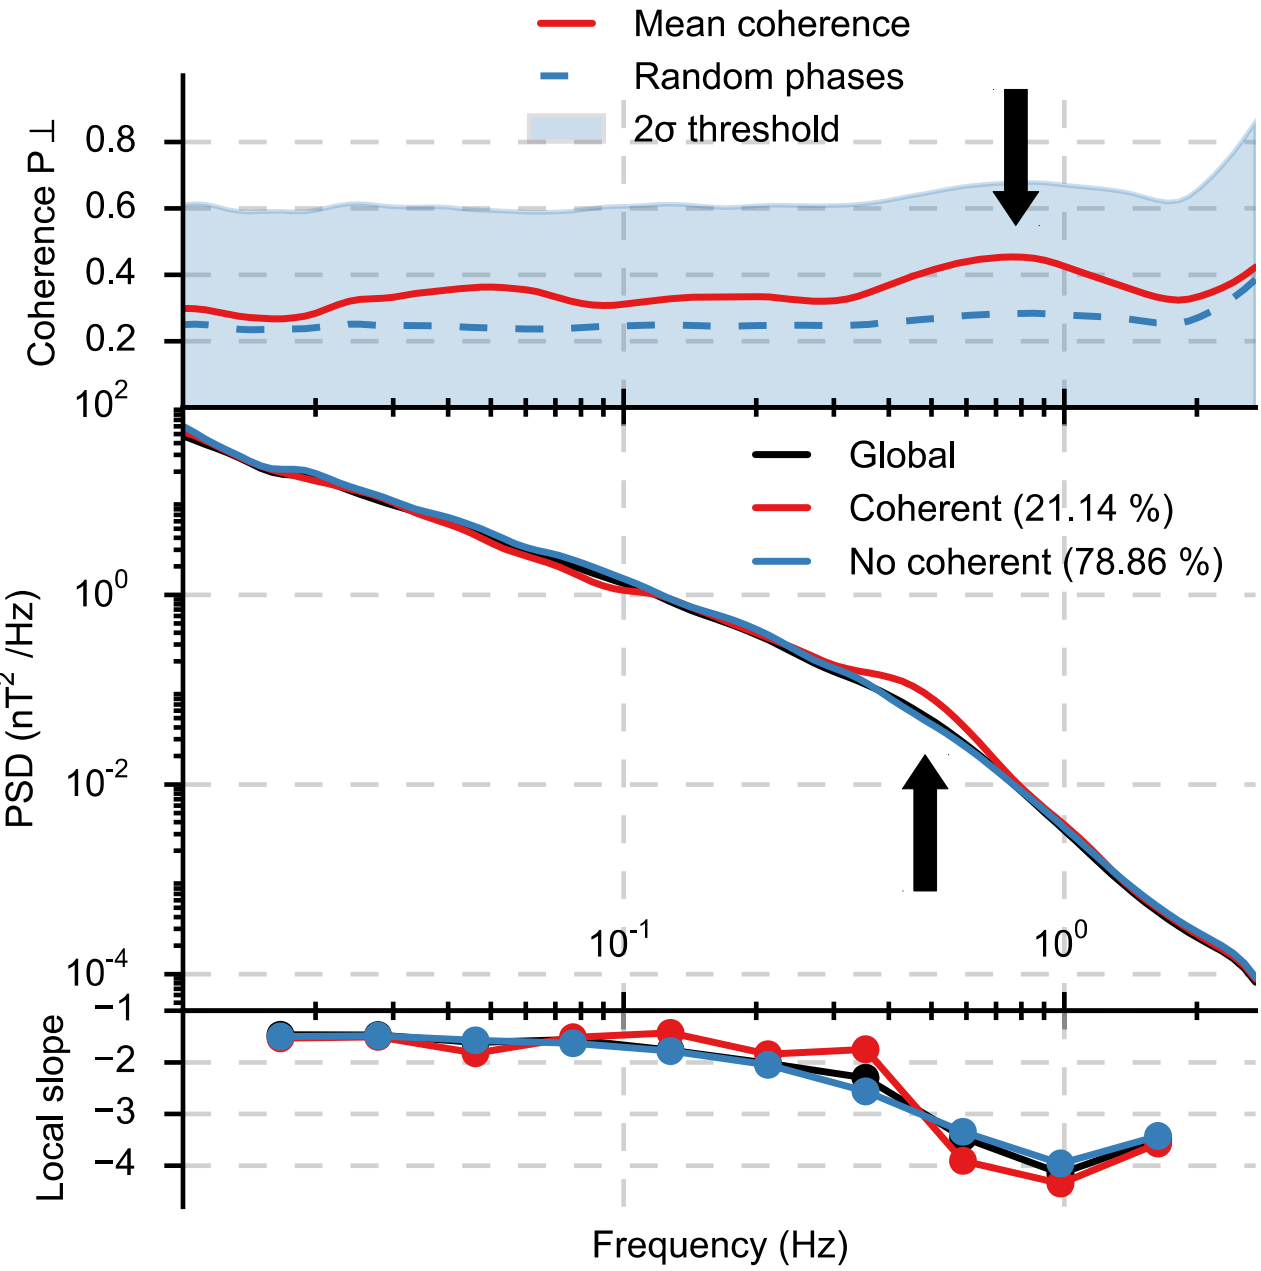 Mean coherence
Random phases
2σ threshold
Coherence P ⊥
0.8
0.6
0.4
0.2
10²
Global
Coherent (21.14 %)
No coherent (78.86 %)
PSD (nT² /Hz)
10⁰
10⁻²
10⁻⁴
10⁻¹ 10⁰
Local slope
−1
−2
−3
−4
Frequency (Hz)